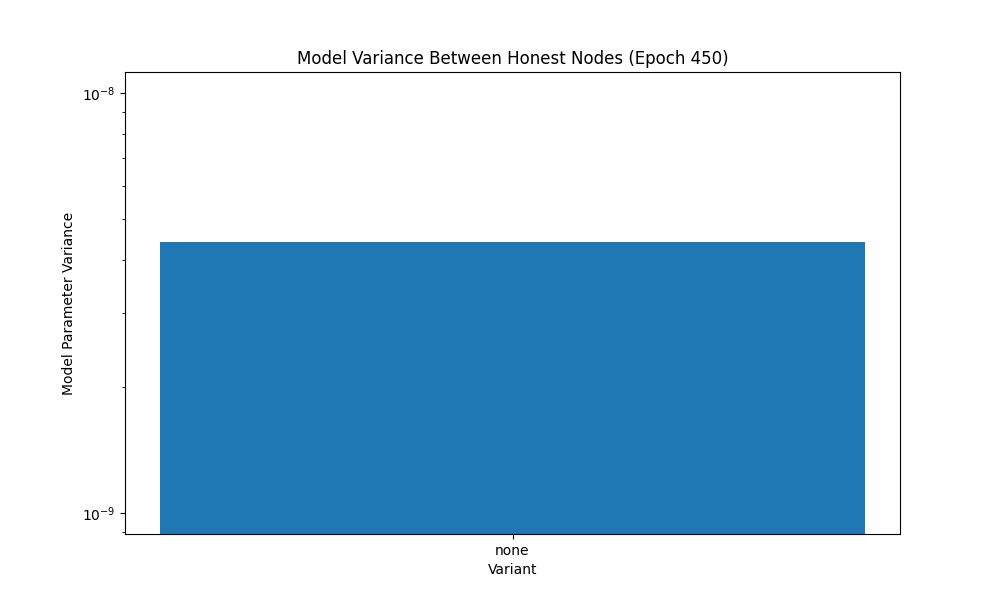 Model Variance Between Honest Nodes (Epoch 450)
10⁻⁸
Model Parameter Variance
10⁻⁹
none
Variant